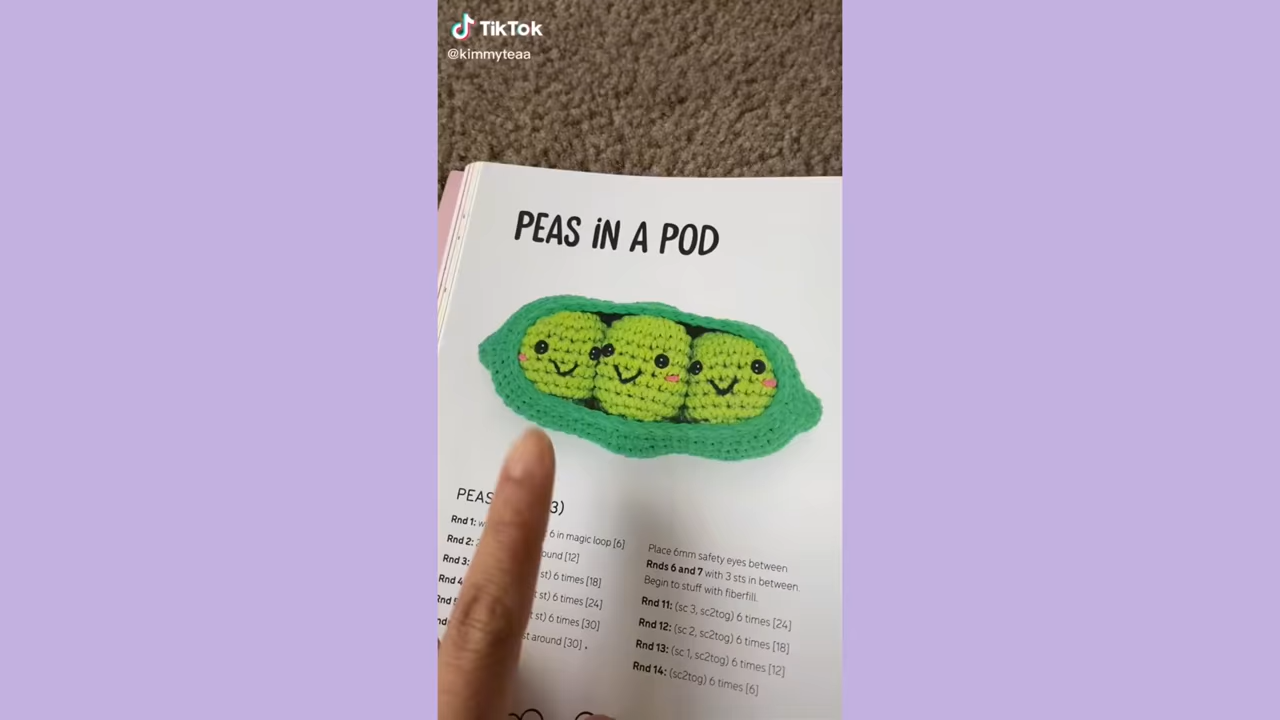 TikTok
@kimmyteaa
PEAS iN A POD
PEAS 3)
Rnd 1: 6 in magic loop [6]
Rnd 2: ound [12]
Rnd 3: st) 6 times [18]
Rnd 4 st) 6 times [24]
st) 6 times [30]
st around [30]
Place 6mm safety eyes between
Rnds 6 and 7 with 3 sts in between.
Begin to stuff with fiberfill.
Rnd 11: (sc 3, sc2tog) 6 times [24]
Rnd 12: (sc 2, sc2tog) 6 times [18]
Rnd 13: (sc 1, sc2tog) 6 times [12]
Rnd 14: (sc2tog) 6 times [6]